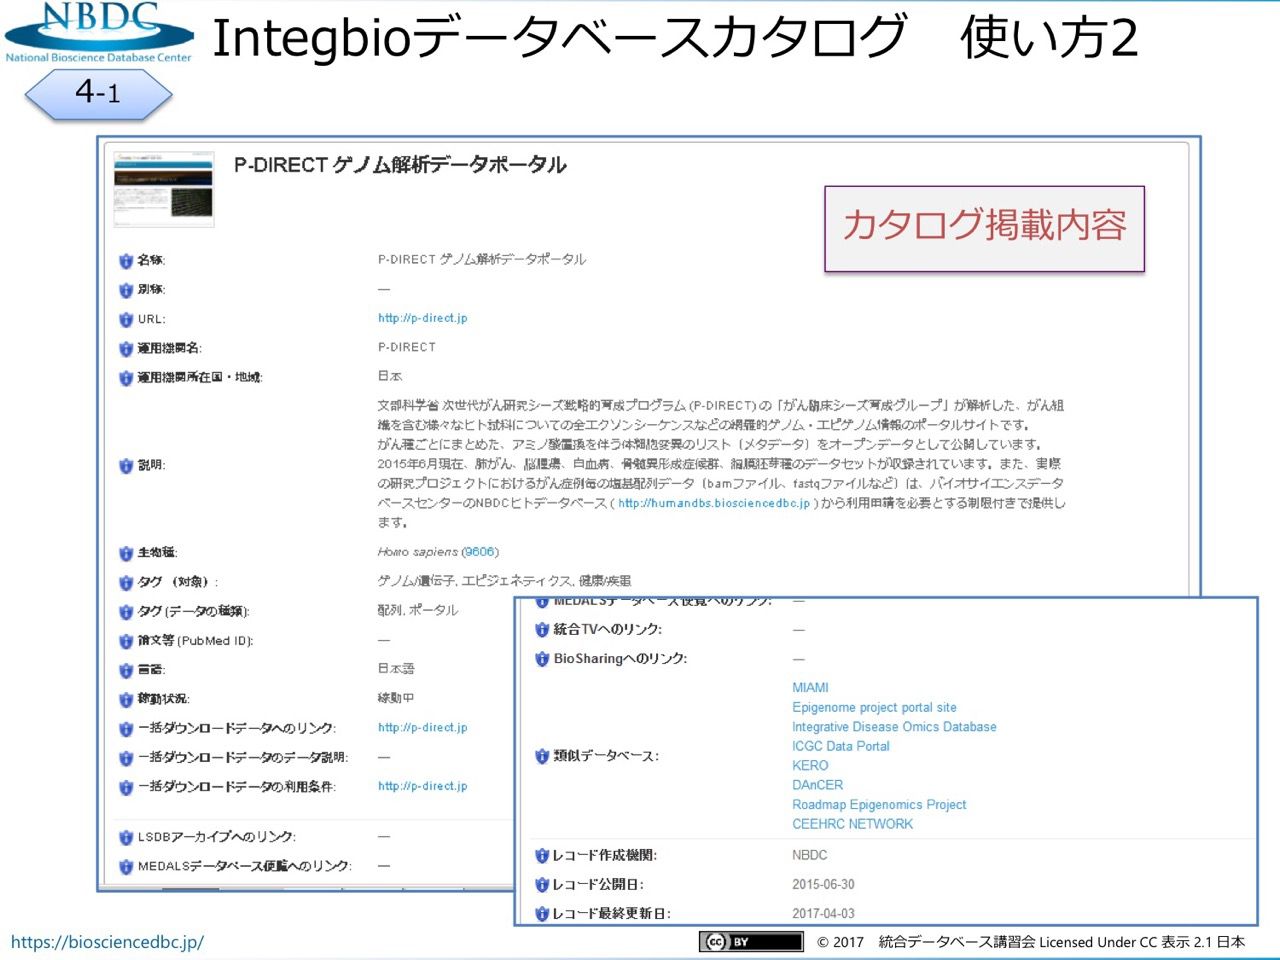 NBDC
National Bioscience Database Center
Integbioデータベースカタログ　使い方2
4-1
P-DIRECT ゲノム解析データポータル
カタログ掲載内容
名称: P-DIRECT ゲノム解析データポータル
別称: —
URL: http://p-direct.jp
運用機関名: P-DIRECT
運用機関所在国・地域: 日本
説明:
文部科学省 次世代がん研究シーズ戦略的育成プログラム (P-DIRECT) の「がん臨床シーズ育成グループ」が解析した、がん組
織を含む様々なヒト試料についての全エクソンシーケンスなどの網羅的ゲノム・エピゲノム情報のポータルサイトです。
がん種ごとにまとめた、アミノ酸置換を伴う体細胞変異のリスト（メタデータ）をオープンデータとして公開しています。
2015年6月現在、肺がん、脳腫瘍、白血病、骨髄異形成症候群、胸膜胚芽種のデータセットが収録されています。また、実際
の研究プロジェクトにおけるがん症例毎の塩基配列データ（bamファイル、fastqファイルなど）は、バイオサイエンスデータ
ベースセンターのNBDCヒトデータベース ( http://humandbs.biosciencedbc.jp ) から利用申請を必要とする制限付きで提供し
ます。
生物種: Homo sapiens (9606)
タグ（対象）: ゲノム/遺伝子, エピジェネティクス, 健康/疾患
タグ (データの種類): 配列, ポータル
論文等 (PubMed ID): —
言語: 日本語
稼動状況: 稼動中
一括ダウンロードデータへのリンク: http://p-direct.jp
一括ダウンロードデータのデータ説明: —
一括ダウンロードデータの利用条件: http://p-direct.jp
LSDBアーカイブへのリンク: —
MEDALSデータベース便覧へのリンク: —
MEDALSデータベース便覧へのリンク: —
統合TVへのリンク: —
BioSharingへのリンク: —
類似データベース:
MIAMI
Epigenome project portal site
Integrative Disease Omics Database
ICGC Data Portal
KERO
DAnCER
Roadmap Epigenomics Project
CEEHRC NETWORK
レコード作成機関: NBDC
レコード公開日: 2015-06-30
レコード最終更新日: 2017-04-03
https://biosciencedbc.jp/
cc BY
© 2017　統合データベース講習会 Licensed Under CC 表示 2.1 日本